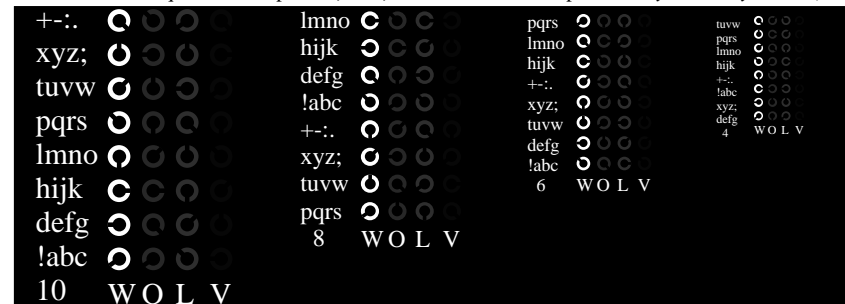 +-:.
xyz;
tuvw
pqrs
lmno
hijk
defg
!abc
10 W O L V
lmno
hijk
defg
!abc
+-:.
xyz;
tuvw
pqrs
8 W O L V
pqrs
lmno
hijk
+-:.
xyz;
tuvw
defg
!abc
6 W O L V
tuvw
pqrs
lmno
hijk
+-:.
!abc
xyz;
defg
4 W O L V